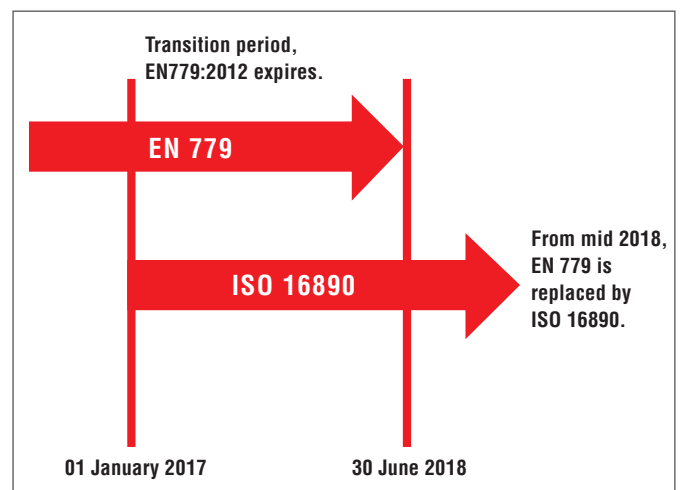 Transition period,
EN779:2012 expires.
EN 779
ISO 16890
From mid 2018,
EN 779 is
replaced by
ISO 16890.
01 January 2017
30 June 2018